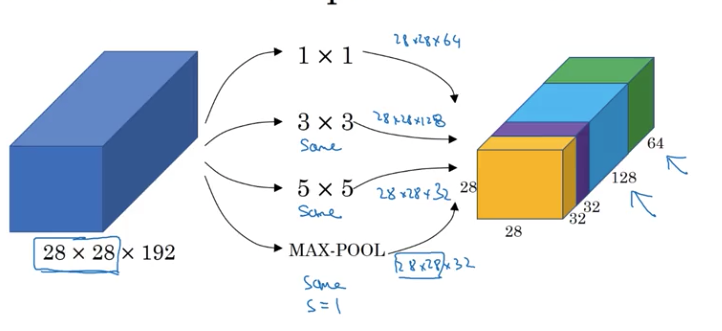 28×28×64
1 × 1
28×28×128
3 × 3
Same
64
5 × 5
28×28×32
28
128
Same
32
32
28
28 × 28 × 192
MAX-POOL
28×28×32
Same
S=1